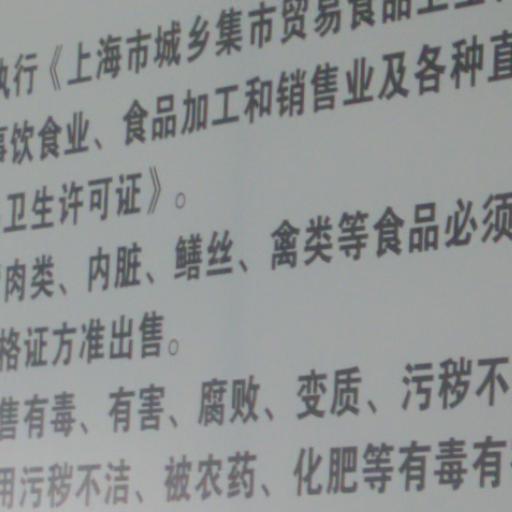 执行《上海市城乡集市贸易食品卫生
事饮食业、食品加工和销售业及各种直
卫生许可证》。
肉类、内脏、鳝丝、禽类等食品必须
格证方准出售。
售有毒、有害、腐败、变质、污秽不
用污秽不洁、被农药、化肥等有毒有